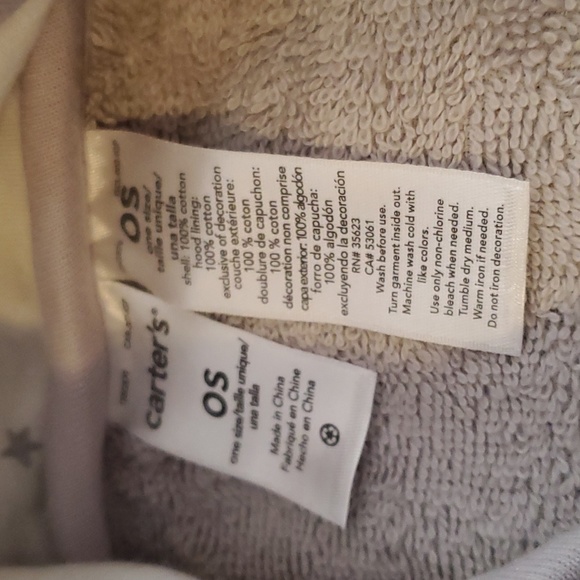 OS
one size/
taille unique/
una talla
shell: 100% cotton
hood lining:
100% cotton
exclusive of decoration
couche extérieure:
100 % coton
doublure de capuchon:
100 % coton
décoration non comprise
capa exterior: 100% algodón
forro de capucha:
100% algodón
excluyendo la decoración
RN# 35623
CA# 53061
Wash before use.
Turn garment inside out.
Machine wash cold with
like colors.
Use only non-chlorine
bleach when needed.
Tumble dry medium.
Warm iron if needed.
Do not iron decoration.
carter's
OS
one size/taille unique/
una talla
Made in China
Fabriqué en Chine
Hecho en China